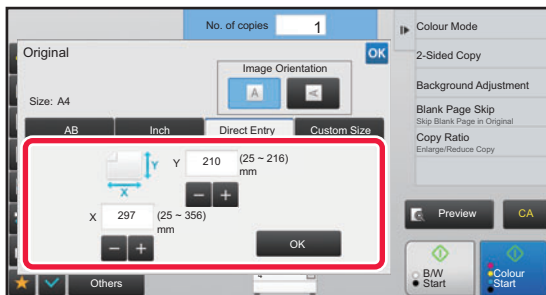 No. of copies 1
Original
OK
Image Orientation
A
A
Size: A4
AB
Inch
Direct Entry
Custom Size
Y
X
Y 210 (25 ~ 216)
mm
X 297 (25 ~ 356)
mm
OK
Others
Colour Mode
2-Sided Copy
Background Adjustment
Blank Page Skip
Skip Blank Page in Original
Copy Ratio
Enlarge/Reduce Copy
Preview
CA
B/W
Start
Colour
Start